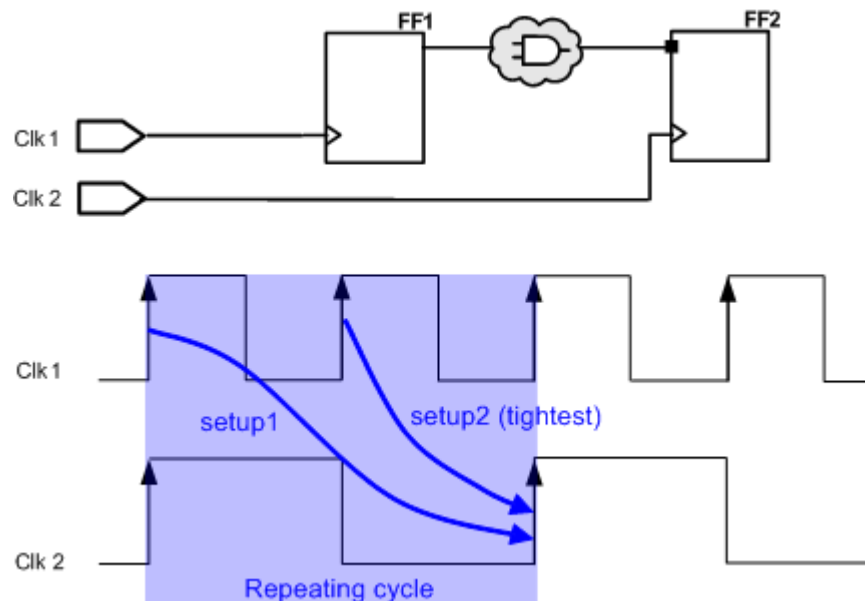 FF1
FF2
Clk 1
Clk 2
Clk 1
setup1
setup2 (tightest)
Clk 2
Repeating cycle